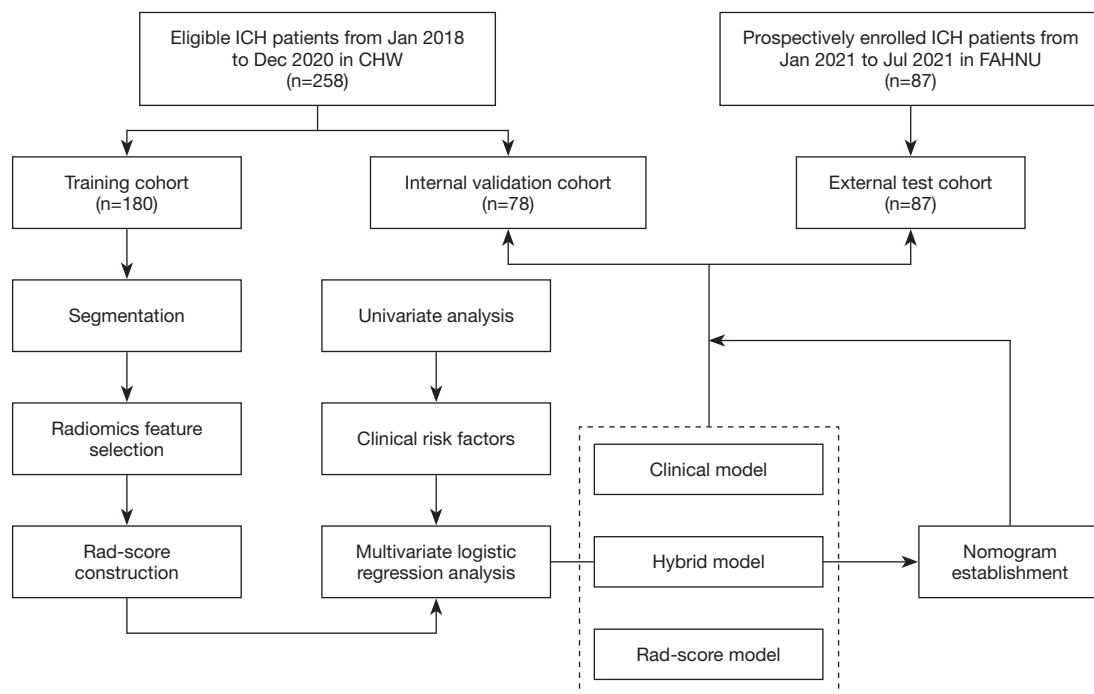 Eligible ICH patients from Jan 2018
to Dec 2020 in CHW
(n=258)
Prospectively enrolled ICH patients from
Jan 2021 to Jul 2021 in FAHNU
(n=87)
Training cohort
(n=180)
Internal validation cohort
(n=78)
External test cohort
(n=87)
Segmentation
Univariate analysis
Radiomics feature
selection
Clinical risk factors
Clinical model
Rad-score
construction
Multivariate logistic
regression analysis
Hybrid model
Nomogram
establishment
Rad-score model